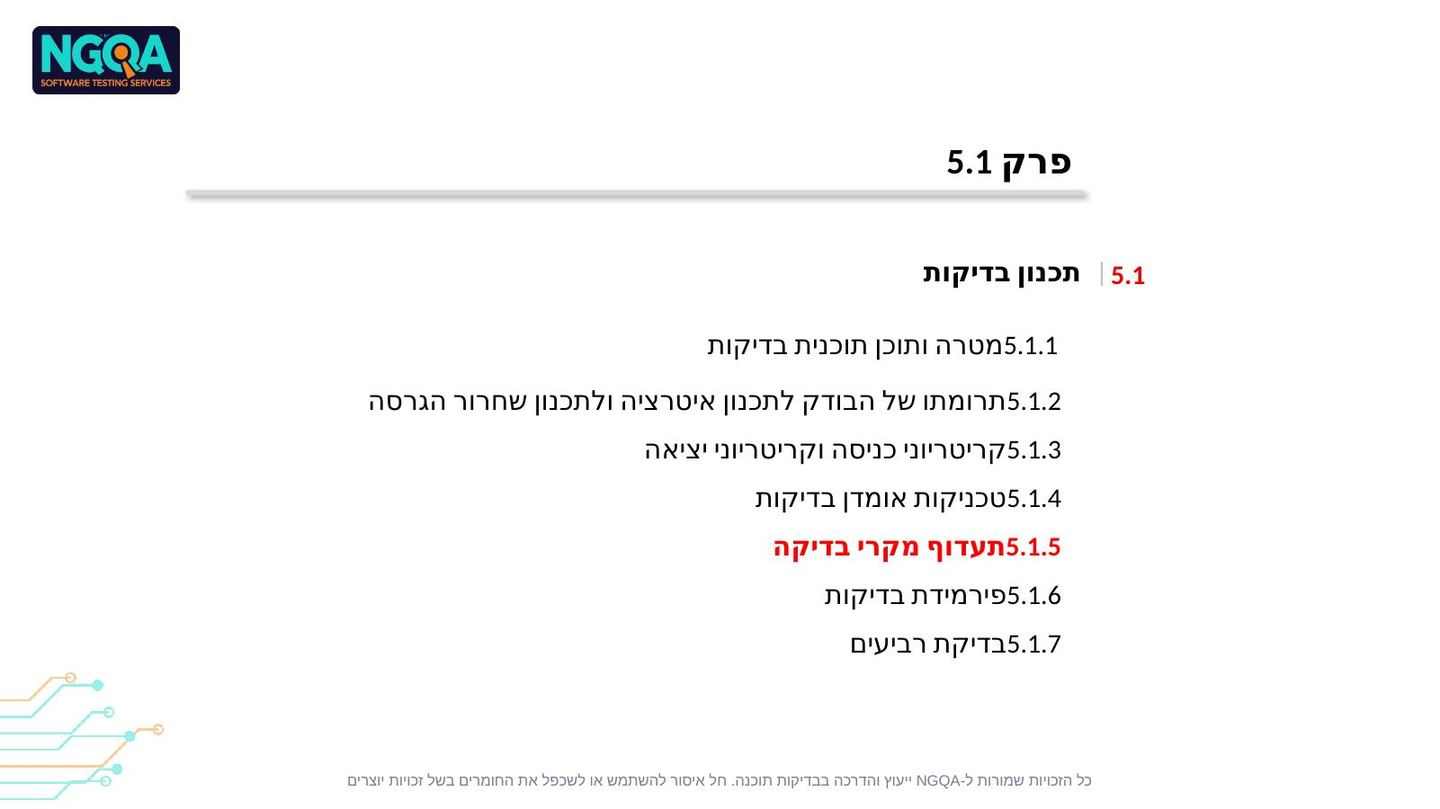 NGQA
SOFTWARE TESTING SERVICES
פרק 5.1
5.1 תכנון בדיקות
5.1.1מטרה ותוכן תוכנית בדיקות
5.1.2תרומתו של הבודק לתכנון איטרציה ולתכנון שחרור הגרסה
5.1.3קריטריוני כניסה וקריטריוני יציאה
5.1.4טכניקות אומדן בדיקות
5.1.5תעדוף מקרי בדיקה
5.1.6פירמידת בדיקות
5.1.7בדיקת רביעים
כל הזכויות שמורות ל-NGQA ייעוץ והדרכה בבדיקות תוכנה. חל איסור להשתמש או לשכפל את החומרים בשל זכויות יוצרים